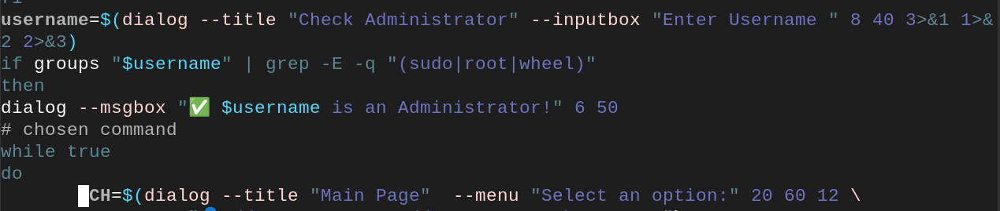 fi
username=$(dialog --title "Check Administrator" --inputbox "Enter Username " 8 40 3>&1 1>&
2 2>&3)
if groups "$username" | grep -E -q "(sudo|root|wheel)"
then
dialog --msgbox "✅ $username is an Administrator!" 6 50
# chosen command
while true
do
        CH=$(dialog --title "Main Page"  --menu "Select an option:" 20 60 12 \